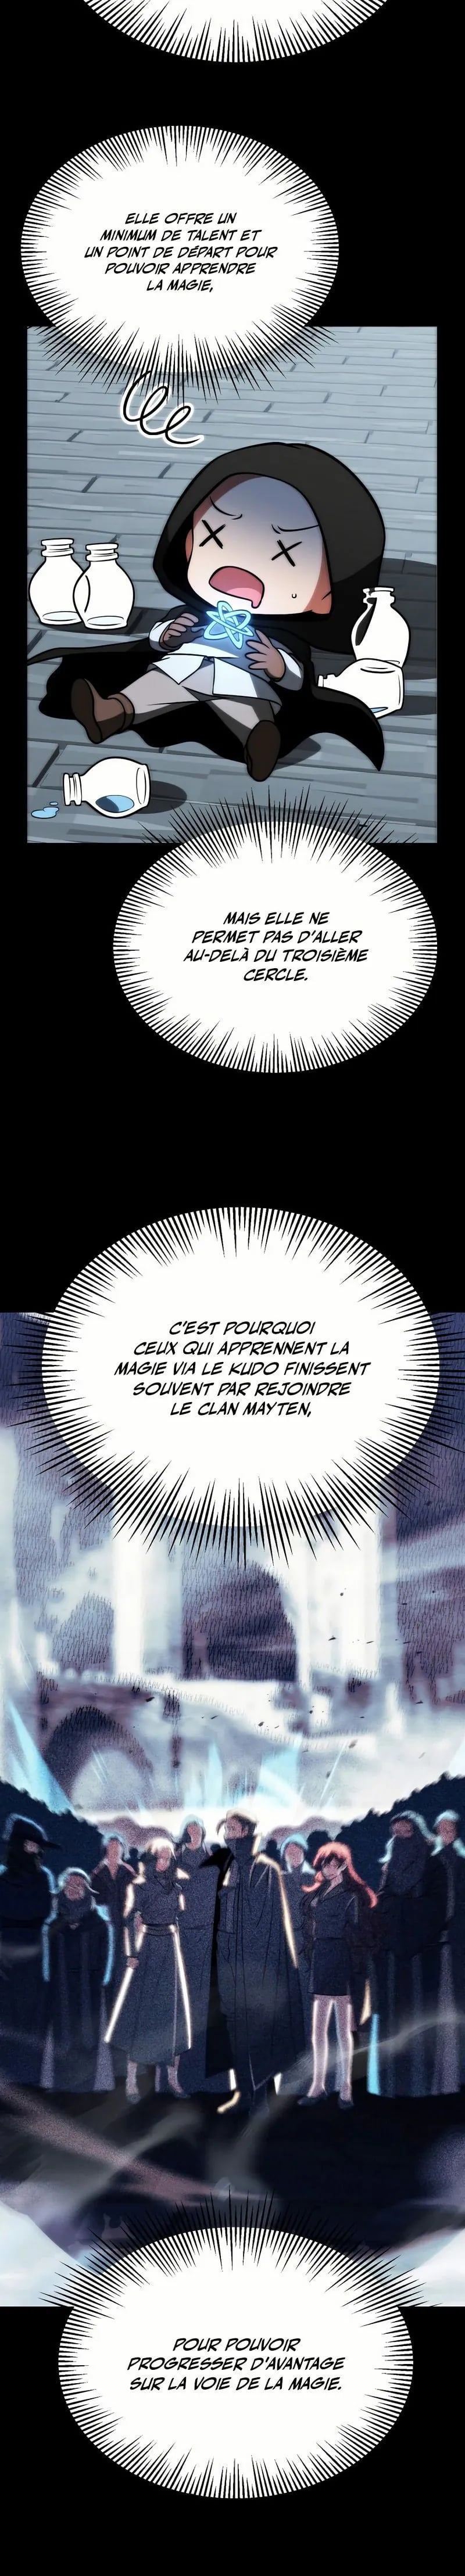 ELLE OFFRE UN
MINIMUM DE TALENT ET
UN POINT DE DÉPART POUR
POUVOIR APPRENDRE
LA MAGIE,
MAIS ELLE NE
PERMET PAS D'ALLER
AU-DELÀ DU TROISIÈME
CERCLE.
C'EST POURQUOI
CEUX QUI APPRENNENT LA
MAGIE VIA LE KUDO FINISSENT
SOUVENT PAR REJOINDRE
LE CLAN MAYTEN,
POUR POUVOIR
PROGRESSER D'AVANTAGE
SUR LA VOIE DE LA MAGIE.